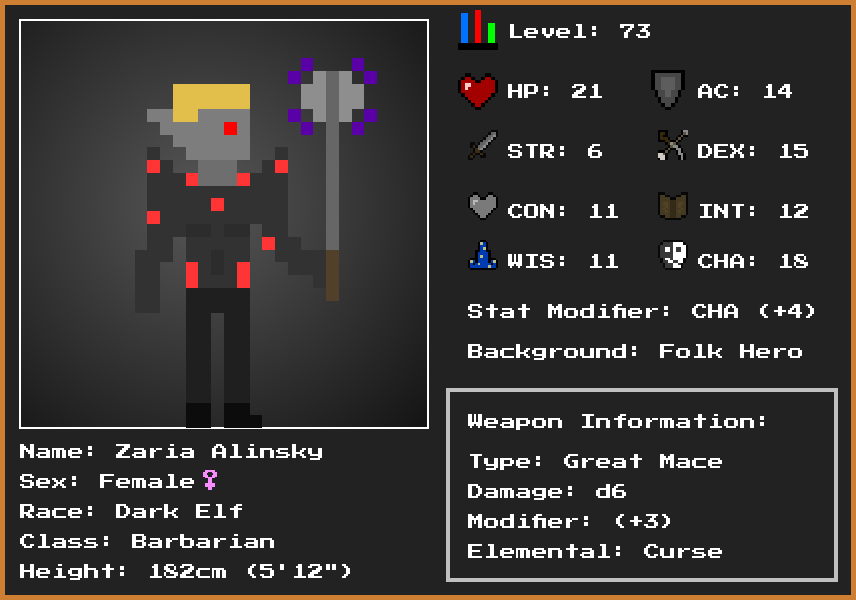 Level: 73
HP: 21
AC: 14
STR: 6
DEX: 15
CON: 11
INT: 12
WIS: 11
CHA: 18
Stat Modifier: CHA (+4)
Background: Folk Hero
Weapon Information:
Type: Great Mace
Damage: d6
Modifier: (+3)
Elemental: Curse
Name: Zaria Alinsky
Sex: Female♀
Race: Dark Elf
Class: Barbarian
Height: 182cm (5'12")